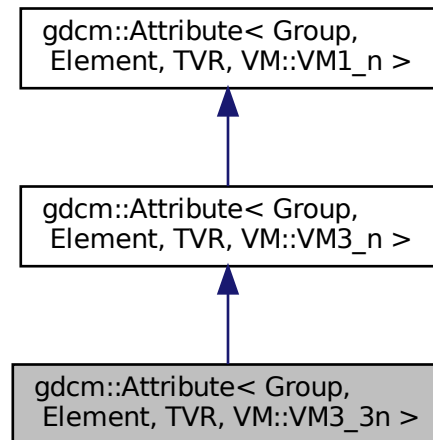 gdcm::Attribute< Group,
Element, TVR, VM::VM1_n >
gdcm::Attribute< Group,
Element, TVR, VM::VM3_n >
gdcm::Attribute< Group,
Element, TVR, VM::VM3_3n >